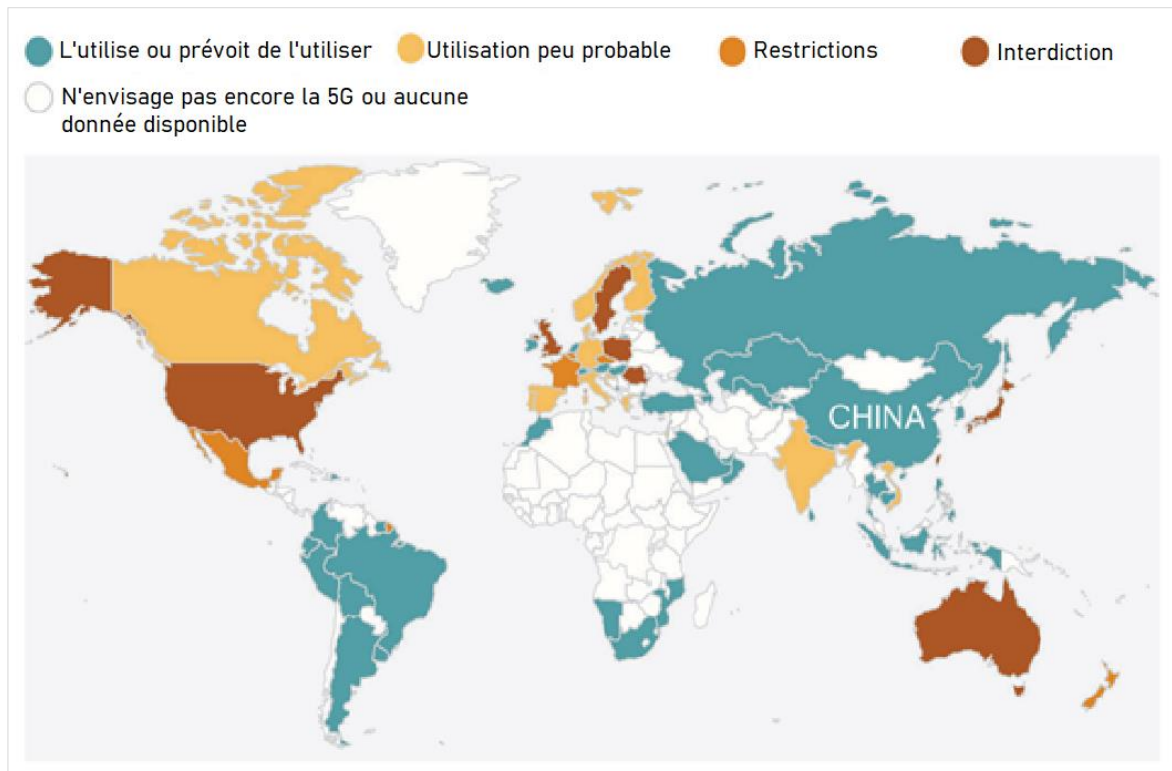 L'utilise ou prévoit de l'utiliser
Utilisation peu probable
Restrictions
Interdiction
N'envisage pas encore la 5G ou aucune
donnée disponible
CHINA